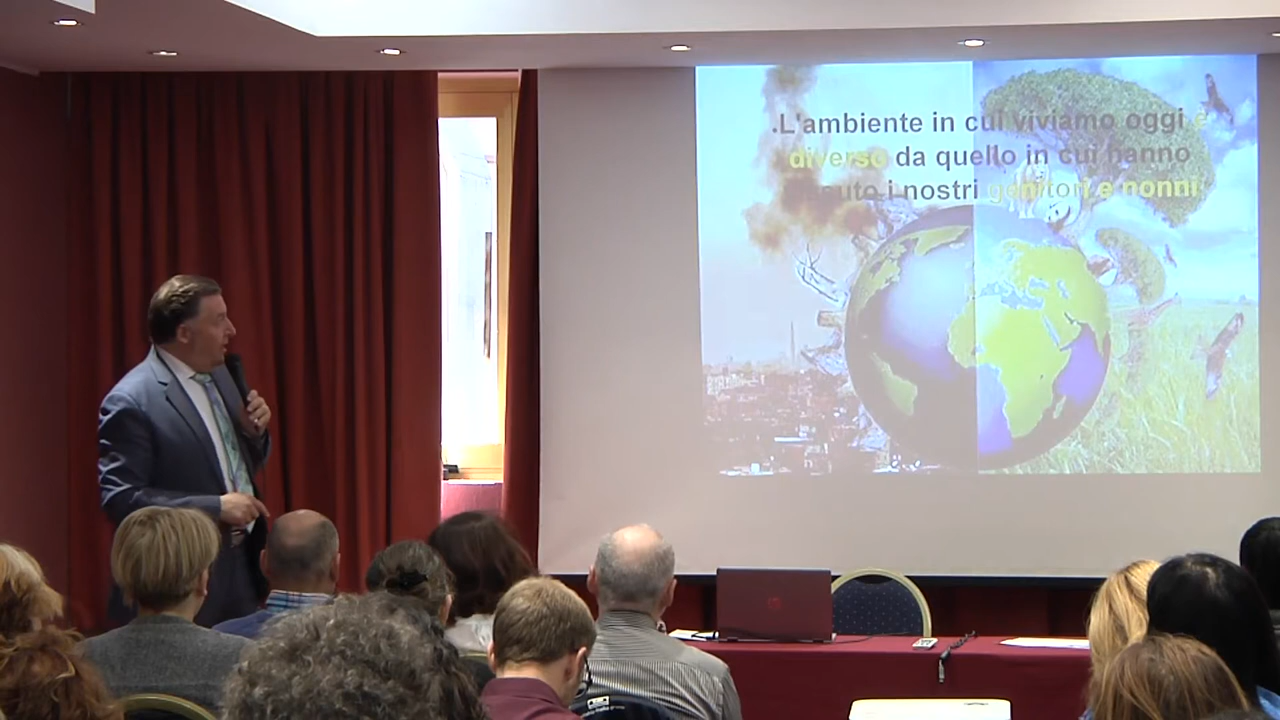 .L'ambiente in cui viviamo oggi è
diverso da quello in cui hanno
i nostri genitori e nonni